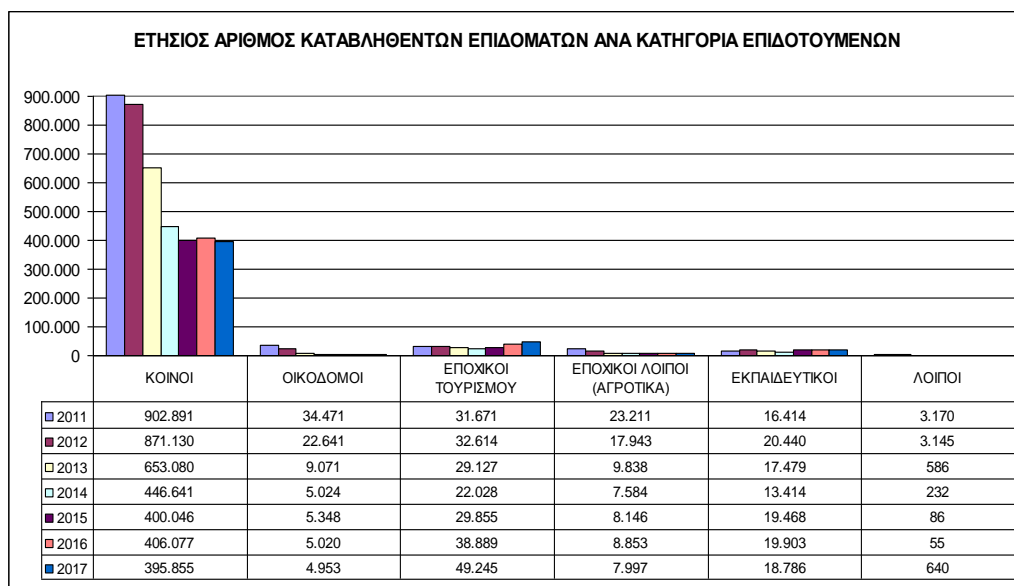 ΕΤΗΣΙΟΣ ΑΡΙΘΜΟΣ ΚΑΤΑΒΛΗΘΕΝΤΩΝ ΕΠΙΔΟΜΑΤΩΝ ΑΝΑ ΚΑΤΗΓΟΡΙΑ ΕΠΙΔΟΤΟΥΜΕΝΩΝ
900.000
800.000
700.000
600.000
500.000
400.000
300.000
200.000
100.000
0
ΚΟΙΝΟΙ ΟΙΚΟΔΟΜΟΙ ΕΠΟΧΙΚΟΙ ΤΟΥΡΙΣΜΟΥ ΕΠΟΧΙΚΟΙ ΛΟΙΠΟΙ (ΑΓΡΟΤΙΚΑ) ΕΚΠΑΙΔΕΥΤΙΚΟΙ ΛΟΙΠΟΙ
2011 902.891 34.471 31.671 23.211 16.414 3.170
2012 871.130 22.641 32.614 17.943 20.440 3.145
2013 653.080 9.071 29.127 9.838 17.479 586
2014 446.641 5.024 22.028 7.584 13.414 232
2015 400.046 5.348 29.855 8.146 19.468 86
2016 406.077 5.020 38.889 8.853 19.903 55
2017 395.855 4.953 49.245 7.997 18.786 640